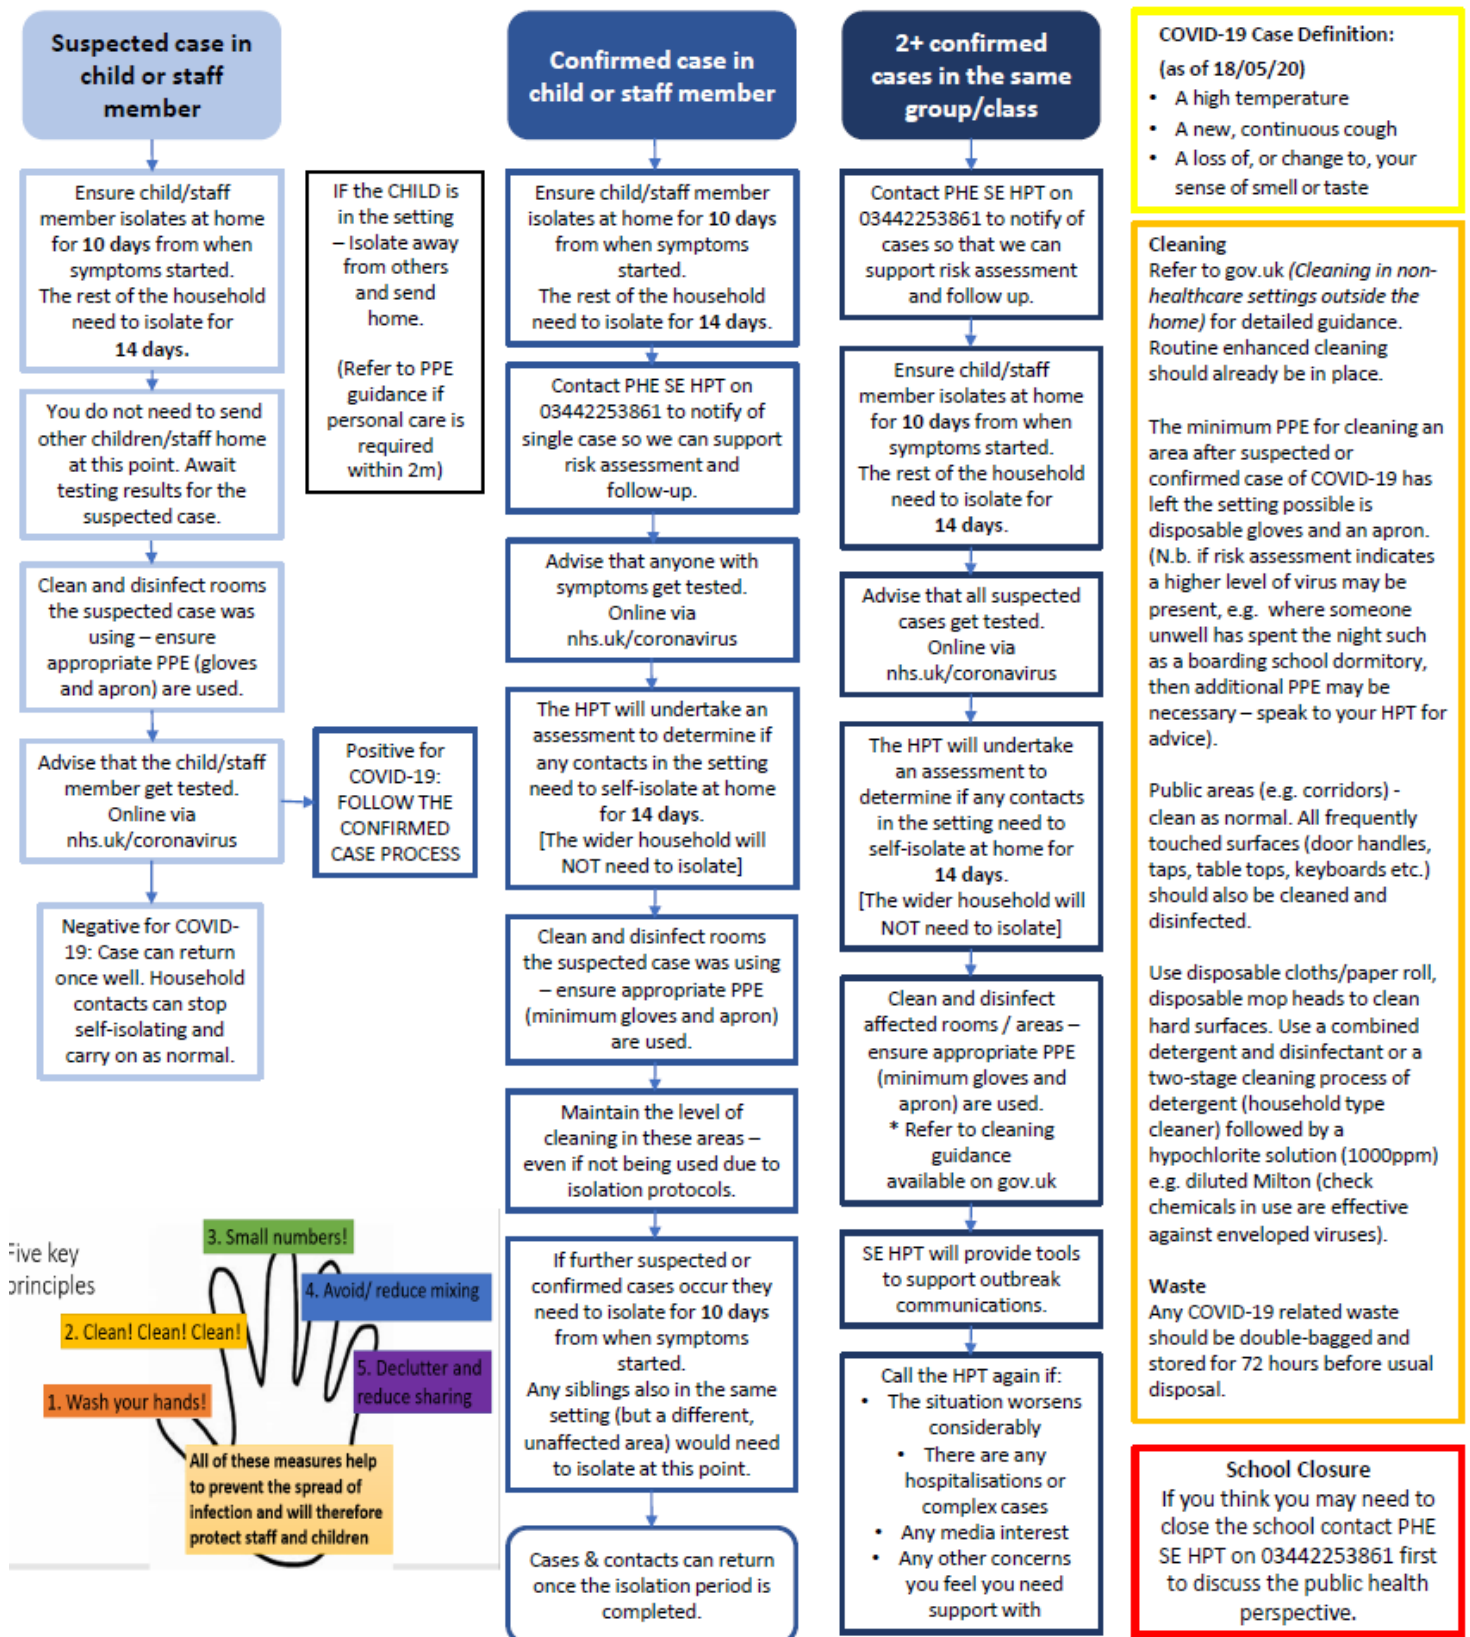 Suspected case in
child or staff
member
Ensure child/staff
member isolates at home
for 10 days from when
symptoms started.
The rest of the household
need to isolate for
14 days.
You do not need to send
other children/staff home
at this point. Await
testing results for the
suspected case.
Clean and disinfect rooms
the suspected case was
using – ensure
appropriate PPE (gloves
and apron) are used.
Advise that the child/staff
member get tested.
Online via
nhs.uk/coronavirus
Negative for COVID-
19: Case can return
once well. Household
contacts can stop
self-isolating and
carry on as normal.
IF the CHILD is
in the setting
– Isolate away
from others
and send
home.
(Refer to PPE
guidance if
personal care is
required
within 2m)
Positive for
COVID-19:
FOLLOW THE
CONFIRMED
CASE PROCESS
Five key
principles
3. Small numbers!
4. Avoid/ reduce mixing
2. Clean! Clean! Clean!
5. Declutter and
reduce sharing
1. Wash your hands!
All of these measures help
to prevent the spread of
infection and will therefore
protect staff and children
Confirmed case in
child or staff member
Ensure child/staff member
isolates at home for 10 days
from when symptoms
started.
The rest of the household
need to isolate for 14 days.
Contact PHE SE HPT on
03442253861 to notify of
single case so we can support
risk assessment and
follow-up.
Advise that anyone with
symptoms get tested.
Online via
nhs.uk/coronavirus
The HPT will undertake an
assessment to determine if
any contacts in the setting
need to self-isolate at home
for 14 days.
[The wider household will
NOT need to isolate]
Clean and disinfect rooms
the suspected case was using
– ensure appropriate PPE
(minimum gloves and apron)
are used.
Maintain the level of
cleaning in these areas –
even if not being used due to
isolation protocols.
If further suspected or
confirmed cases occur they
need to isolate for 10 days
from when symptoms
started.
Any siblings also in the same
setting (but a different,
unaffected area) would need
to isolate at this point.
Cases & contacts can return
once the isolation period is
completed.
2+ confirmed
cases in the same
group/class
Contact PHE SE HPT on
03442253861 to notify of
cases so that we can
support risk assessment
and follow up.
Ensure child/staff
member isolates at home
for 10 days from when
symptoms started.
The rest of the household
need to isolate for
14 days.
Advise that all suspected
cases get tested.
Online via
nhs.uk/coronavirus
The HPT will undertake
an assessment to
determine if any contacts
in the setting need to
self-isolate at home for
14 days.
[The wider household will
NOT need to isolate]
Clean and disinfect
affected rooms / areas –
ensure appropriate PPE
(minimum gloves and
apron) are used.
* Refer to cleaning
guidance
available on gov.uk
SE HPT will provide tools
to support outbreak
communications.
Call the HPT again if:
• The situation worsens
considerably
• There are any
hospitalisations or
complex cases
• Any media interest
• Any other concerns
you feel you need
support with
COVID-19 Case Definition:
(as of 18/05/20)
• A high temperature
• A new, continuous cough
• A loss of, or change to, your
sense of smell or taste
Cleaning
Refer to gov.uk (Cleaning in non-
healthcare settings outside the
home) for detailed guidance.
Routine enhanced cleaning
should already be in place.
The minimum PPE for cleaning an
area after suspected or
confirmed case of COVID-19 has
left the setting possible is
disposable gloves and an apron.
(N.b. if risk assessment indicates
a higher level of virus may be
present, e.g. where someone
unwell has spent the night such
as a boarding school dormitory,
then additional PPE may be
necessary – speak to your HPT for
advice).
Public areas (e.g. corridors) -
clean as normal. All frequently
touched surfaces (door handles,
taps, table tops, keyboards etc.)
should also be cleaned and
disinfected.
Use disposable cloths/paper roll,
disposable mop heads to clean
hard surfaces. Use a combined
detergent and disinfectant or a
two-stage cleaning process of
detergent (household type
cleaner) followed by a
hypochlorite solution (1000ppm)
e.g. diluted Milton (check
chemicals in use are effective
against enveloped viruses).
Waste
Any COVID-19 related waste
should be double-bagged and
stored for 72 hours before usual
disposal.
School Closure
If you think you may need to
close the school contact PHE
SE HPT on 03442253861 first
to discuss the public health
perspective.